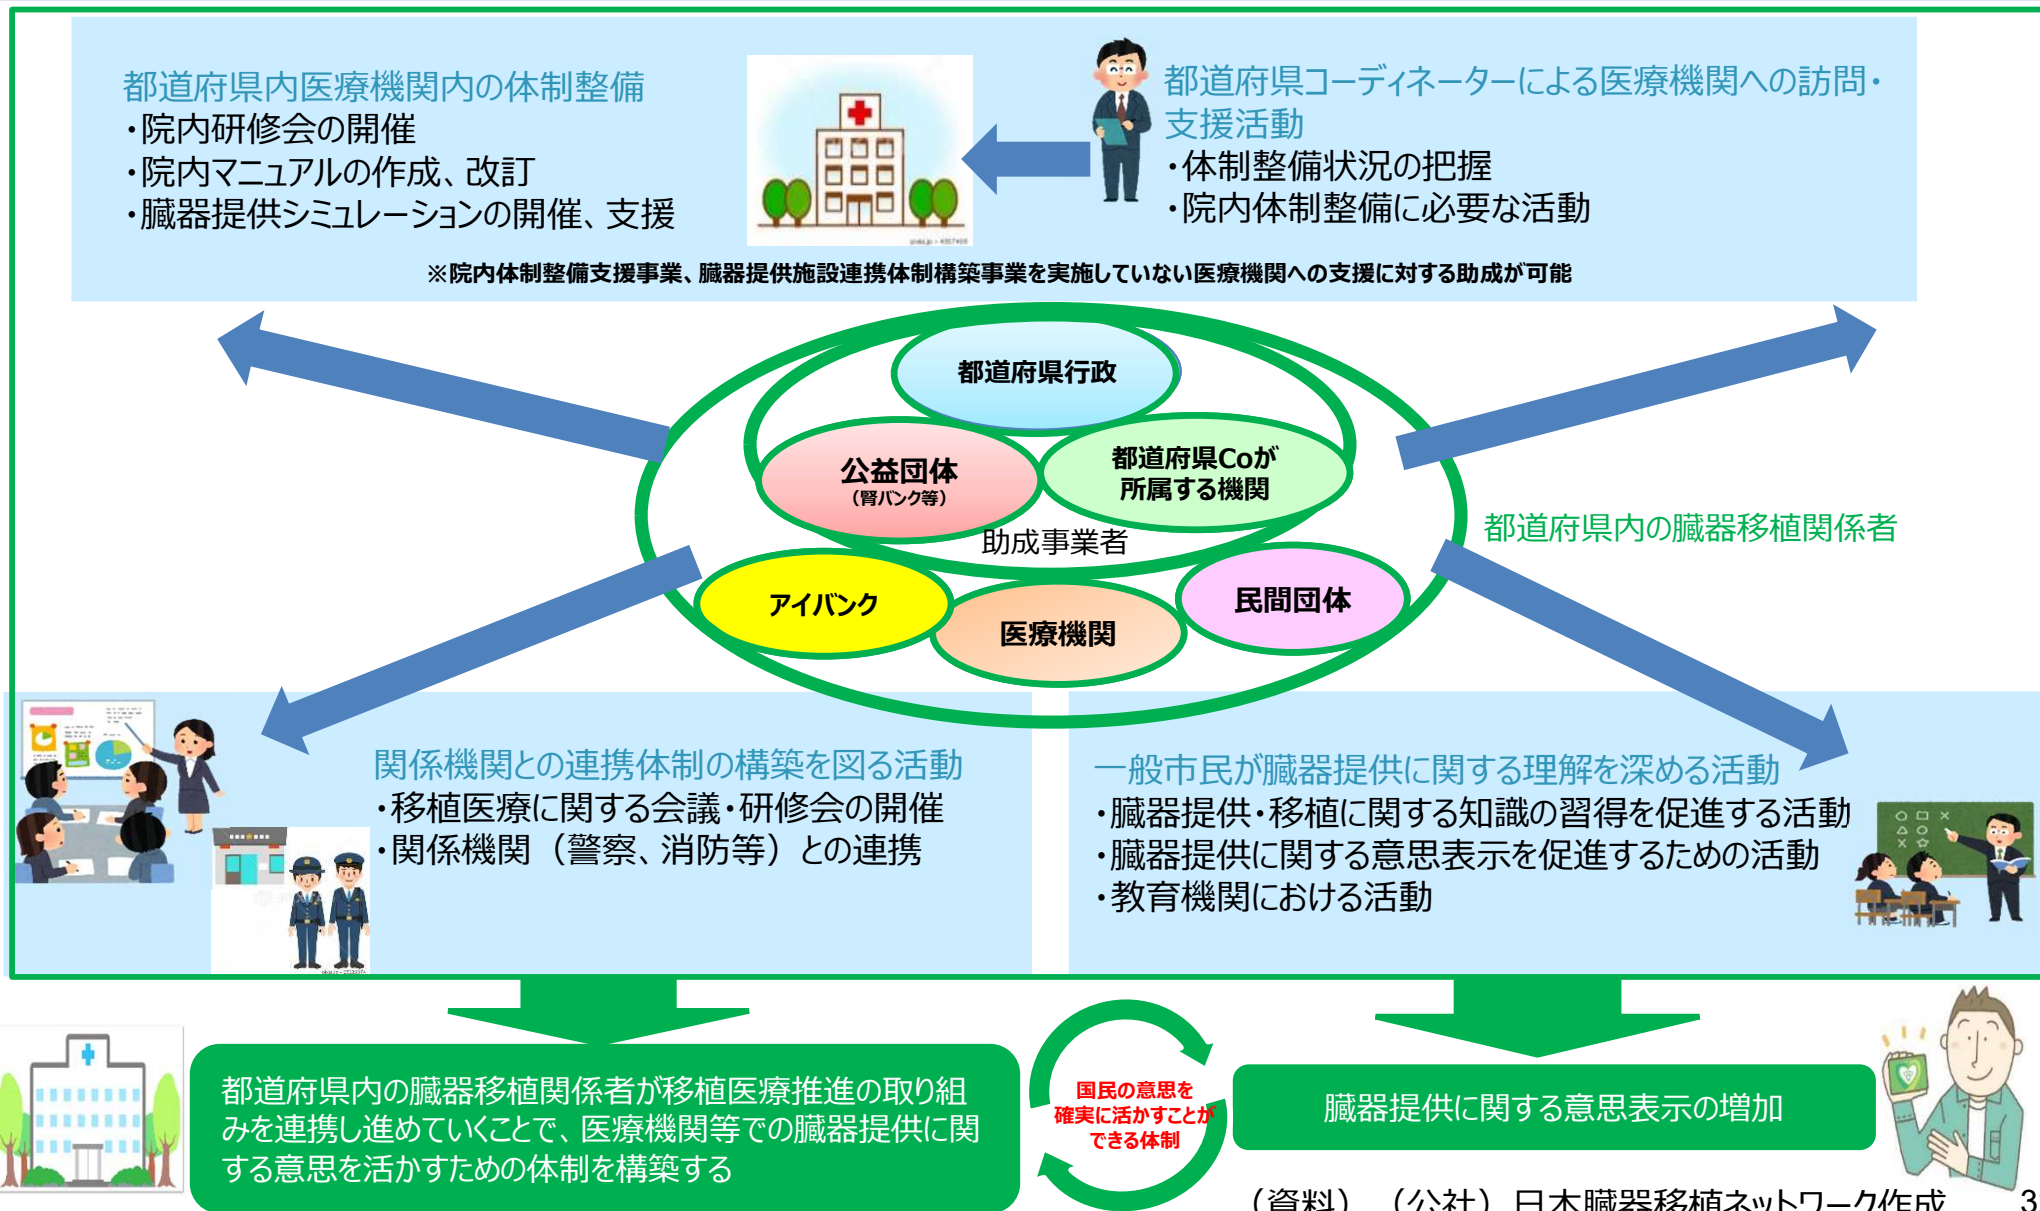 都道府県内医療機関内の体制整備
・院内研修会の開催
・院内マニュアルの作成、改訂
・臓器提供シミュレーションの開催、支援
都道府県コーディネーターによる医療機関への訪問・
支援活動
・体制整備状況の把握
・院内体制整備に必要な活動
※院内体制整備支援事業、臓器提供施設連携体制構築事業を実施していない医療機関への支援に対する助成が可能
都道府県行政
公益団体
（腎バンク等）
都道府県Coが
所属する機関
助成事業者
都道府県内の臓器移植関係者
アイバンク
医療機関
民間団体
関係機関との連携体制の構築を図る活動
・移植医療に関する会議・研修会の開催
・関係機関（警察、消防等）との連携
一般市民が臓器提供に関する理解を深める活動
・臓器提供・移植に関する知識の習得を促進する活動
・臓器提供に関する意思表示を促進するための活動
・教育機関における活動
都道府県内の臓器移植関係者が移植医療推進の取り組
みを連携し進めていくことで、医療機関等での臓器提供に関
する意思を活かすための体制を構築する
国民の意思を
確実に活かすことが
できる体制
臓器提供に関する意思表示の増加
（資料）（公社）日本臓器移植ネットワーク作成
3